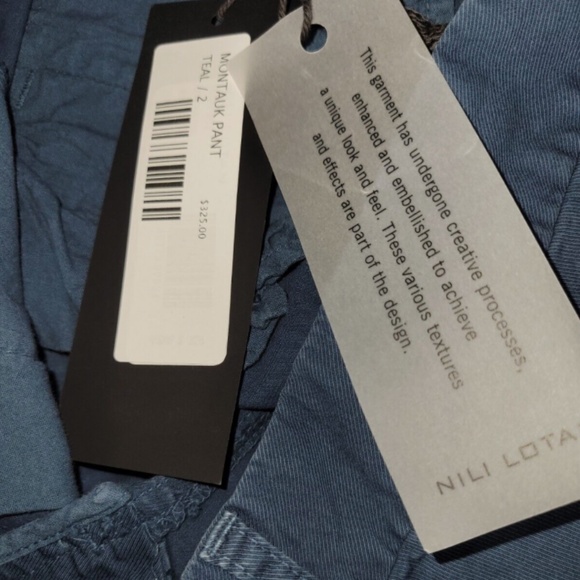 MONTAUK PANT
TEAL / 2
$325.00
This garment has undergone creative processes,
enhanced and embellished to achieve
a unique look and feel. These various textures
and effects are part of the design.
NILI LOTA